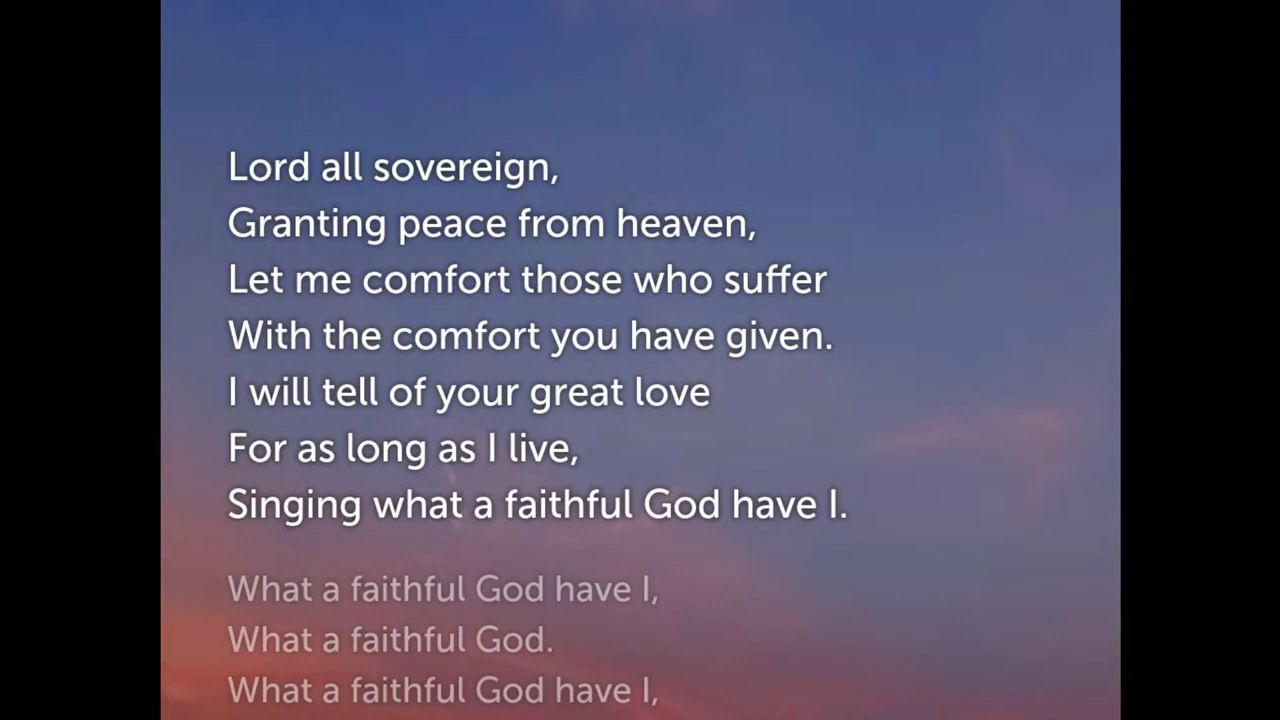 Lord all sovereign,
Granting peace from heaven,
Let me comfort those who suffer
With the comfort you have given.
I will tell of your great love
For as long as I live,
Singing what a faithful God have I.
What a faithful God have I,
What a faithful God.
What a faithful God have I,